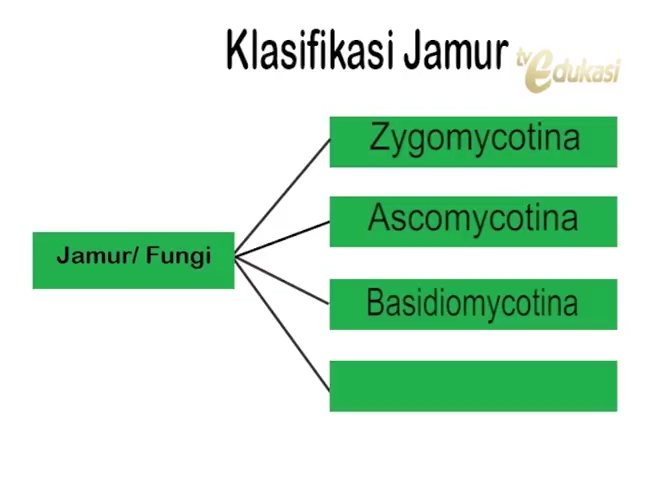 Klasifikasi Jamur
tv
edukasi
Zygomycotina
Ascomycotina
Jamur/ Fungi
Basidiomycotina